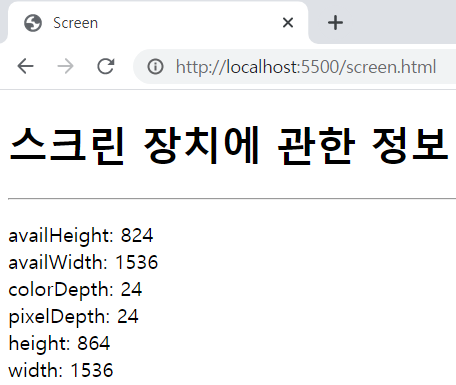 Screen
http://localhost:5500/screen.html
스크린 장치에 관한 정보
availHeight: 824
availWidth: 1536
colorDepth: 24
pixelDepth: 24
height: 864
width: 1536